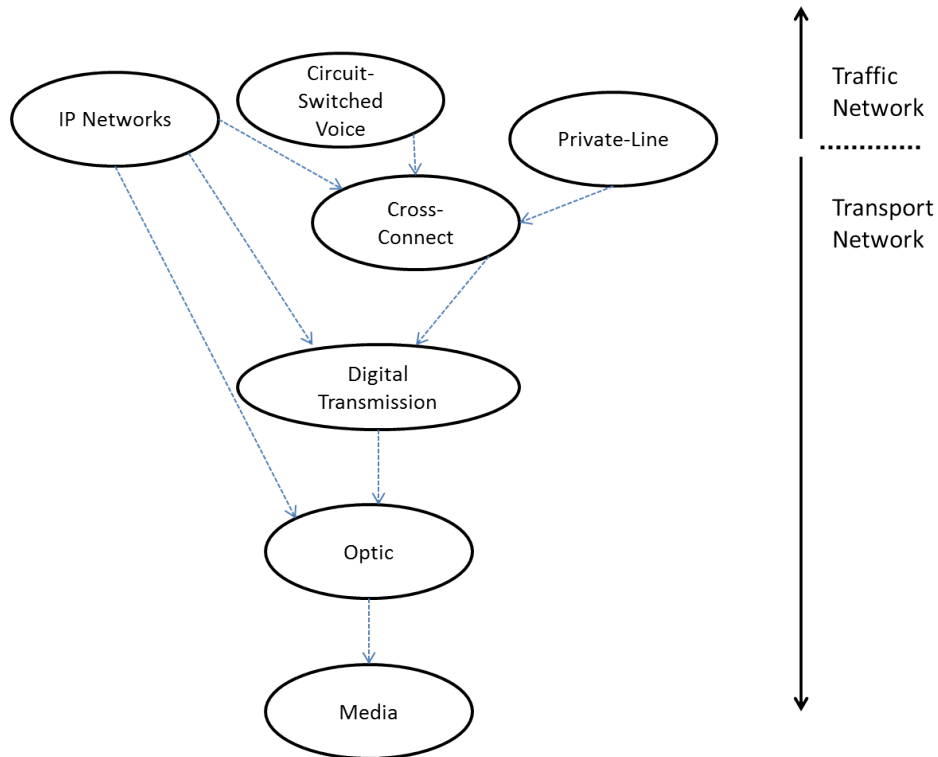 IP Networks
Circuit-
Switched
Voice
Private-Line
Cross-
Connect
Digital
Transmission
Optic
Media
Traffic
Network
Transport
Network